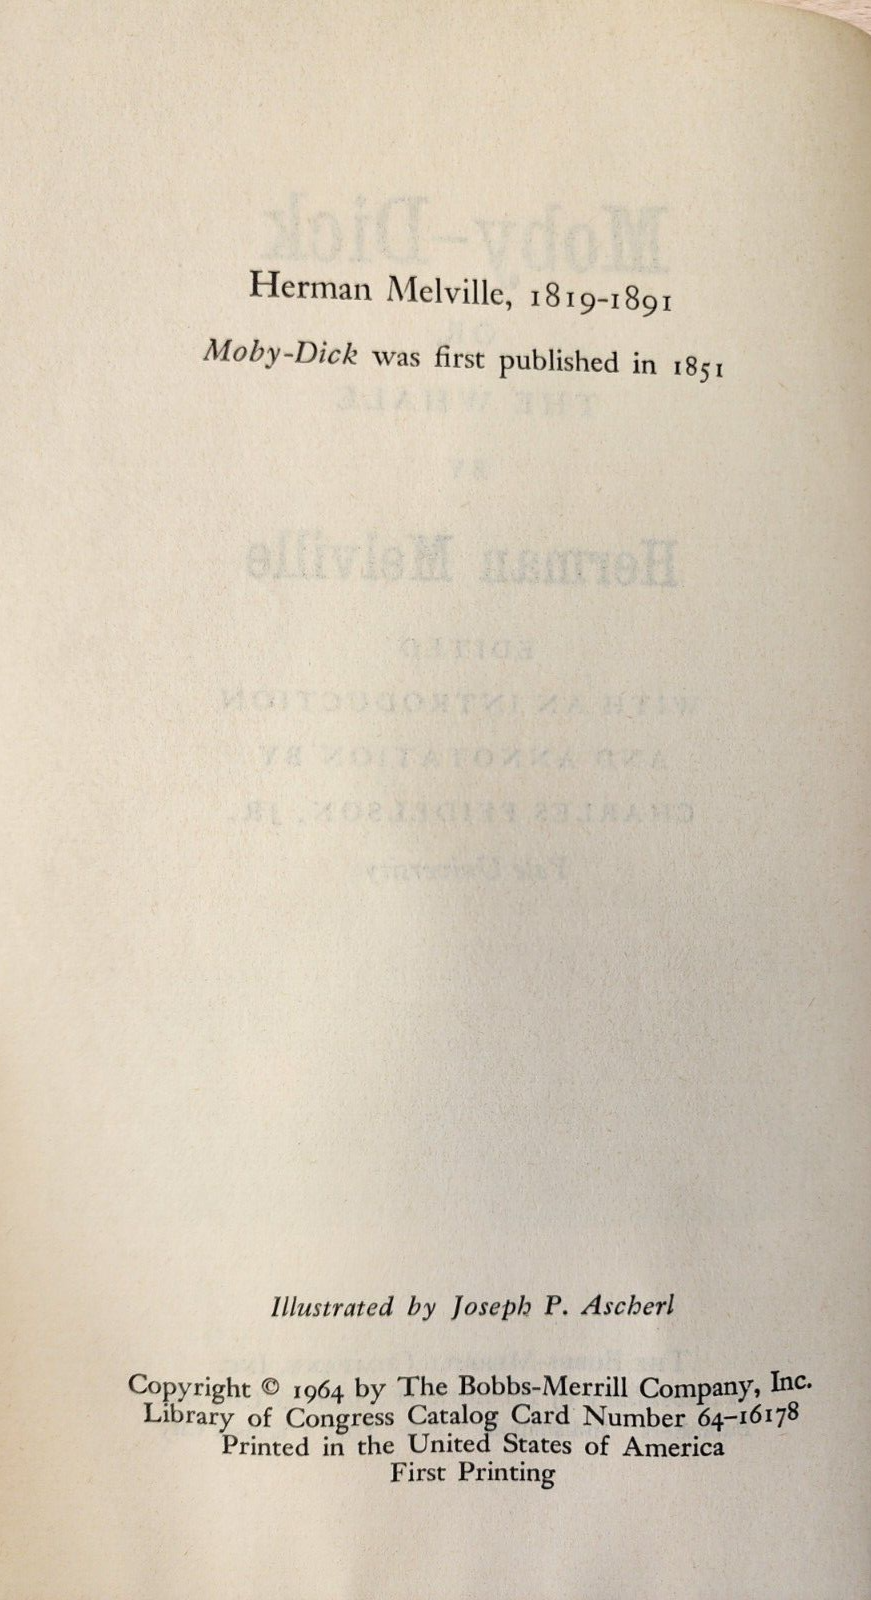 Herman Melville, 1819-1891
Moby-Dick was first published in 1851
Illustrated by Joseph P. Ascherl
Copyright © 1964 by The Bobbs-Merrill Company, Inc.
Library of Congress Catalog Card Number 64-16178
Printed in the United States of America
First Printing